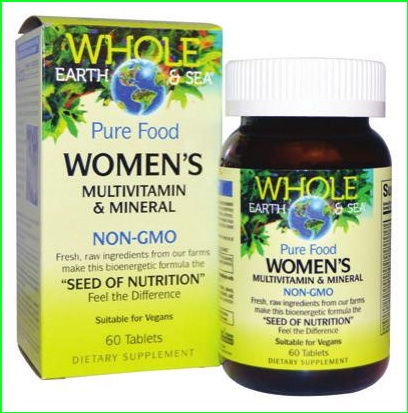 WHOLE
EARTH & SEA
Pure Food
WOMEN'S
MULTIVITAMIN
& MINERAL
NON-GMO
Fresh, raw ingredients from our farms
make this bioenergetic formula the
"SEED OF NUTRITION"
Feel the Difference
Suitable for Vegans
60 Tablets
DIETARY SUPPLEMENT
WHOLE
EARTH & SEA
Pure Food
WOMEN'S
MULTIVITAMIN & MINERAL
NON-GMO
Fresh, raw ingredients from our farms
make this bioenergetic formula the
"SEED OF NUTRITION"
Feel the Difference
Suitable for Vegans
60 Tablets
DIETARY SUPPLEMENT